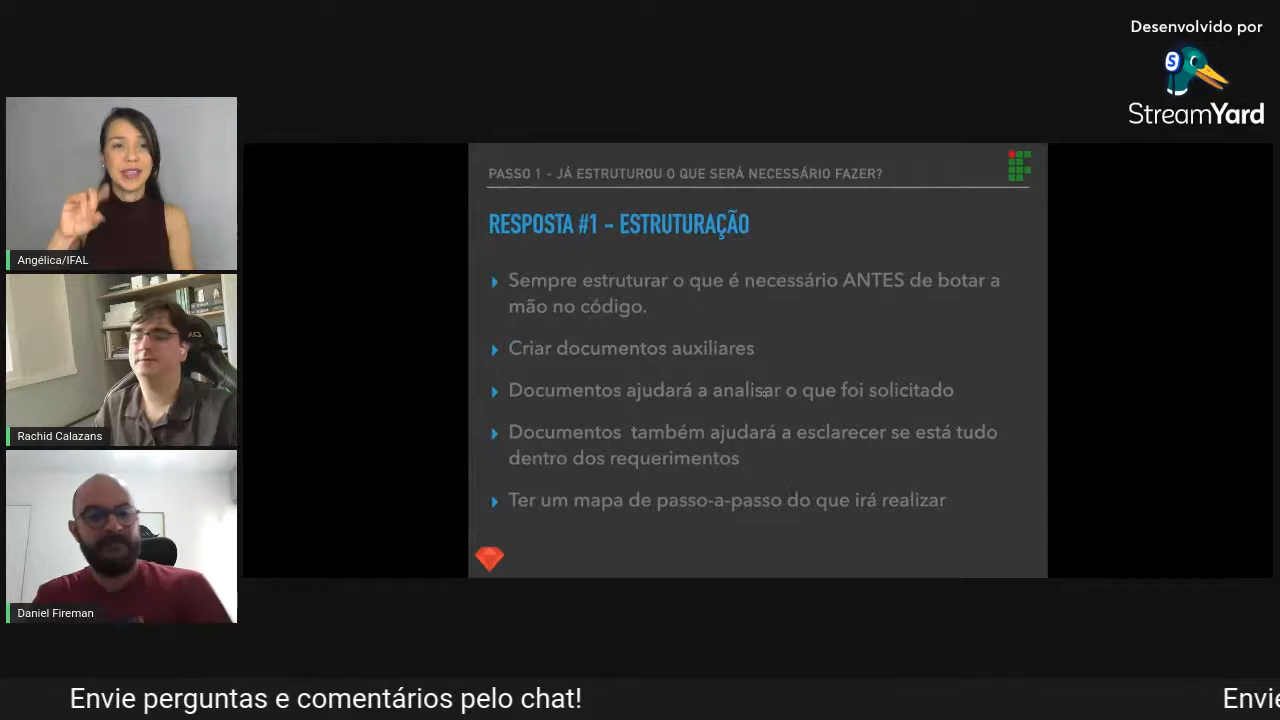 Desenvolvido por
StreamYard
Angélica/IFAL
Rachid Calazans
Daniel Fireman
PASSO 1 - JÁ ESTRUTUROU O QUE SERÁ NECESSÁRIO FAZER?
RESPOSTA #1 - ESTRUTURAÇÃO
Sempre estruturar o que é necessário ANTES de botar a
mão no código.
Criar documentos auxiliares
Documentos ajudará a analisar o que foi solicitado
Documentos também ajudará a esclarecer se está tudo
dentro dos requerimentos
Ter um mapa de passo-a-passo do que irá realizar
Envie perguntas e comentários pelo chat!